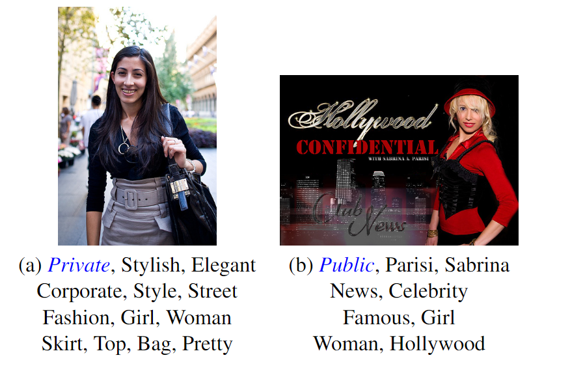 Hollywood
CONFIDENTIAL
WITH SABRINA A. PARISI
Club
News
(a) Private, Stylish, Elegant
Corporate, Style, Street
Fashion, Girl, Woman
Skirt, Top, Bag, Pretty
(b) Public, Parisi, Sabrina
News, Celebrity
Famous, Girl
Woman, Hollywood